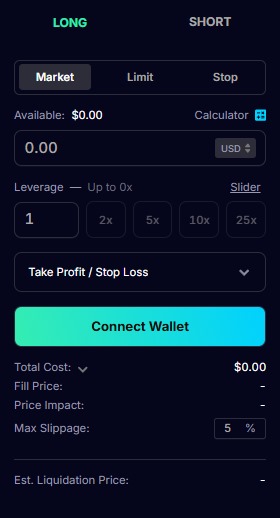 LONG SHORT
Market Limit Stop
Available: $0.00 Calculator
0.00 USD
Leverage — Up to 0x Slider
1 2x 5x 10x 25x
Take Profit / Stop Loss
Connect Wallet
Total Cost: $0.00
Fill Price: -
Price Impact: -
Max Slippage: 5 %
Est. Liquidation Price: -